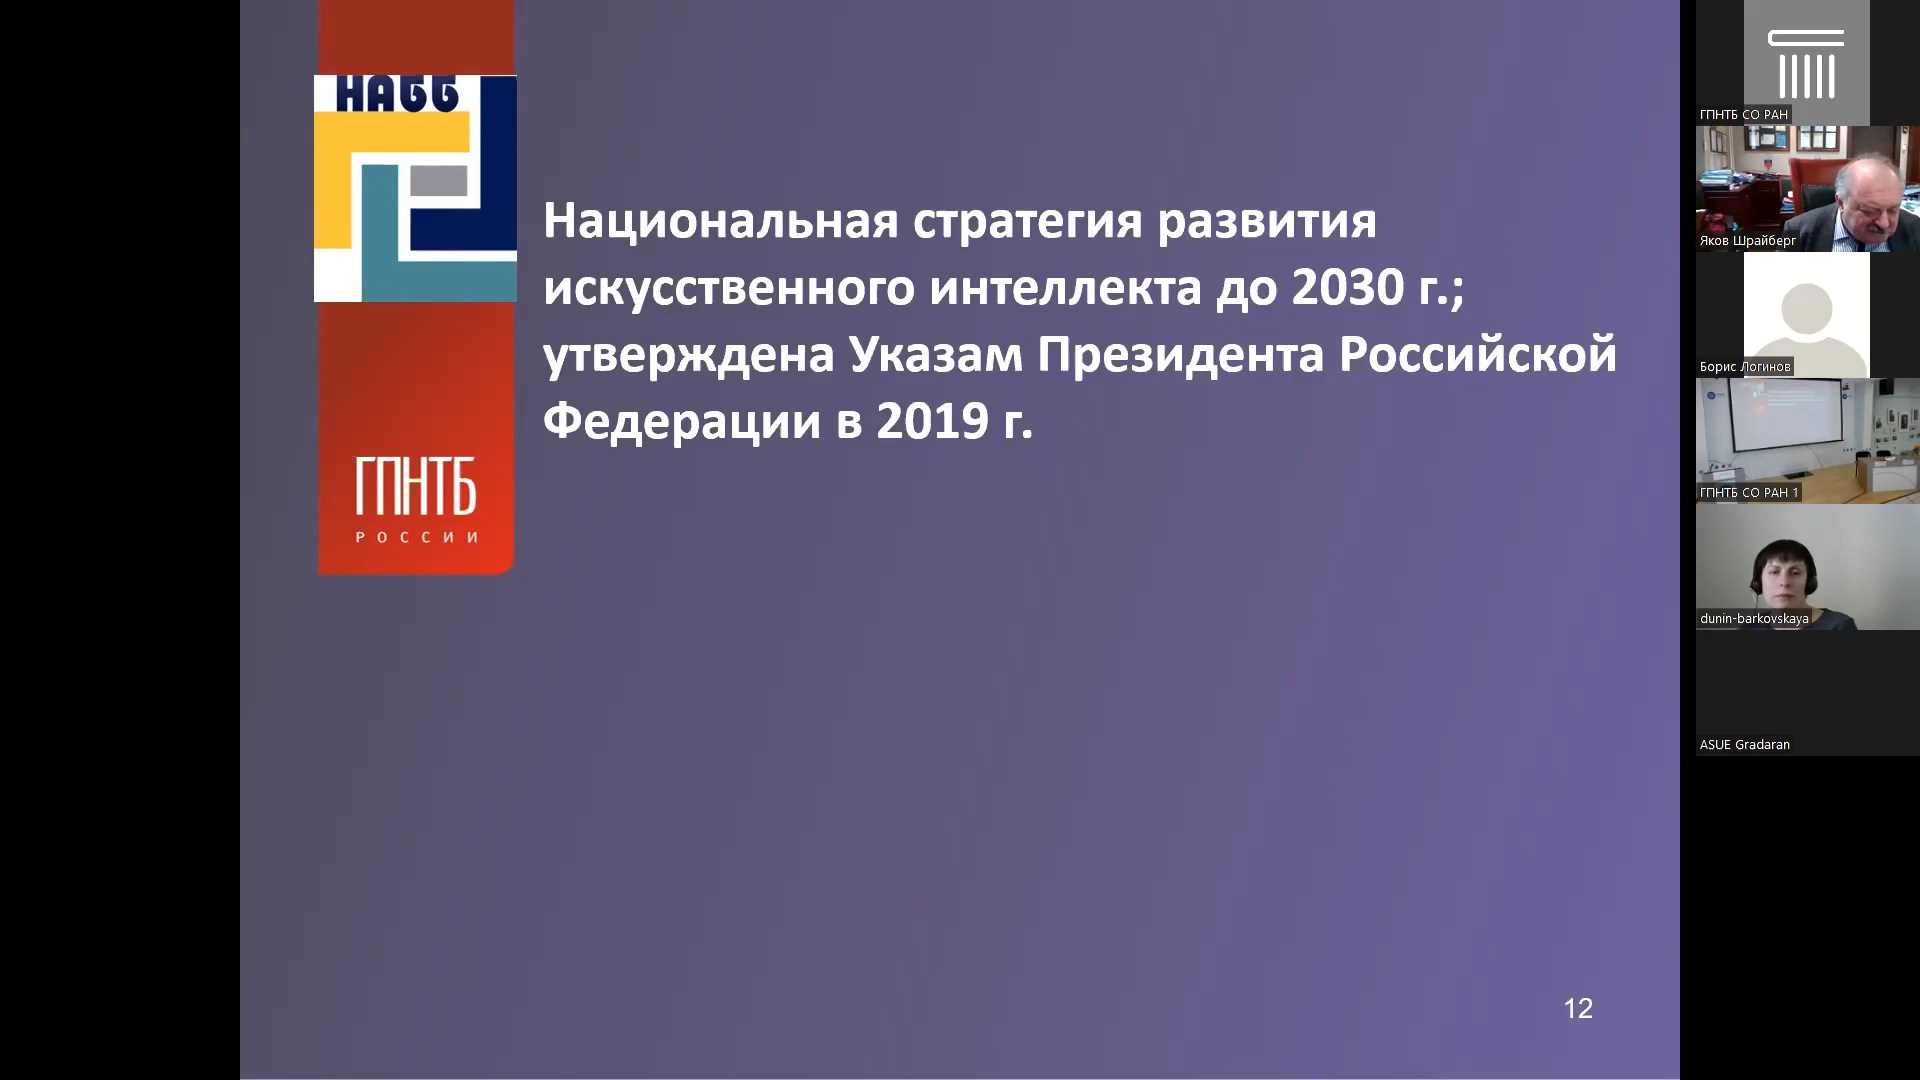 НАББ
Национальная стратегия развития
искусственного интеллекта до 2030 г.;
утверждена Указам Президента Российской
Федерации в 2019 г.
ГПНТБ
РОССИИ
12
ГПНТБ СО РАН
Яков Шрайберг
Борис Логинов
ГПНТБ СО РАН 1
dunin-barkovskaya
ASUE Gradaran